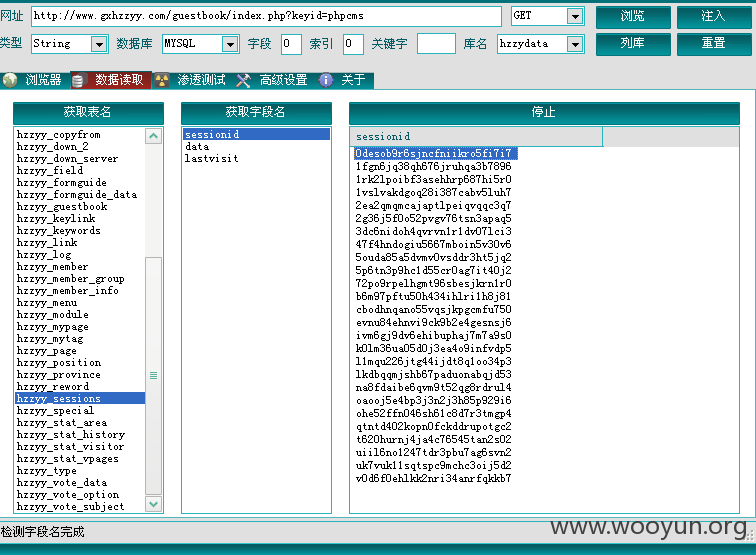 网址 http://www.gxhzzyy.com/guestbook/index.php?keyid=phpcms GET 浏览 注入
类型 String 数据库 MYSQL 字段 0 索引 0 关键字 库名 hzzydata 列库 重置
浏览器 数据读取 渗透测试 高级设置 关于
获取表名 获取字段名 停止
hzzyy_copyfrom
hzzyy_down_2
hzzyy_down_server
hzzyy_field
hzzyy_formguide
hzzyy_formguide_data
hzzyy_guestbook
hzzyy_keylink
hzzyy_keywords
hzzyy_link
hzzyy_log
hzzyy_member
hzzyy_member_group
hzzyy_member_info
hzzyy_menu
hzzyy_module
hzzyy_mypage
hzzyy_mytag
hzzyy_page
hzzyy_position
hzzyy_province
hzzyy_reword
hzzyy_sessions
hzzyy_special
hzzyy_stat_area
hzzyy_stat_history
hzzyy_stat_visitor
hzzyy_stat_vpages
hzzyy_type
hzzyy_vote_data
hzzyy_vote_option
hzzyy_vote_subject
sessionid
data
lastvisit
sessionid
0desob9r6sjncfniikro5fi7i7
1fgn6jq38qh676jruhqa3b7896
1rk2lpoibf3asehhrp687hi5r0
1vslvakdgoq28i387cabv5luh7
2ea2qmqmcajaptlpeiqvqqc3q7
2g36j5f0o52pvgv76tsn3apaq5
3dc6nidoh4qvrvn1r1dv07lci3
47f4hndogiu5667mboin5v30v6
5ouda85a5dvmv0vsddr3ht5jq2
5p6tn3p9hc1d55cr0ag7it40j2
72po9rpelhgmt96sbesjkrn1r0
b6m97pftu50h434ihlri1h8j81
cbodhnqano55vqsjkpgcmfu750
evnu84ehnvi9ck9b2e4gesnsj6
ivm6gj9dv6ehibuphaj7m7a9s0
k0lm36ua05d0j3ea4o9infvdp5
l1mqu226jtg44ijdt8q1oo34p3
lkdbqqmjshb67paduonabqjd53
na8fdaibe6qvm9t52qg8rdrul4
oaooj5e4bp3j3n2j3h85p929i6
ohe52ffn046sh61c8d7r3tmgp4
qtntd402kopn0fckddrupotgc2
t620hurnj4ja4c76545tan2s02
uiil6no1247tdr3pbu7ag6svn2
uk7vuk11sqtspc9mchc3oij5d2
v0d6f0ehlkk2nri34anrfqkkb7
检测字段名完成
www.wooyun.org